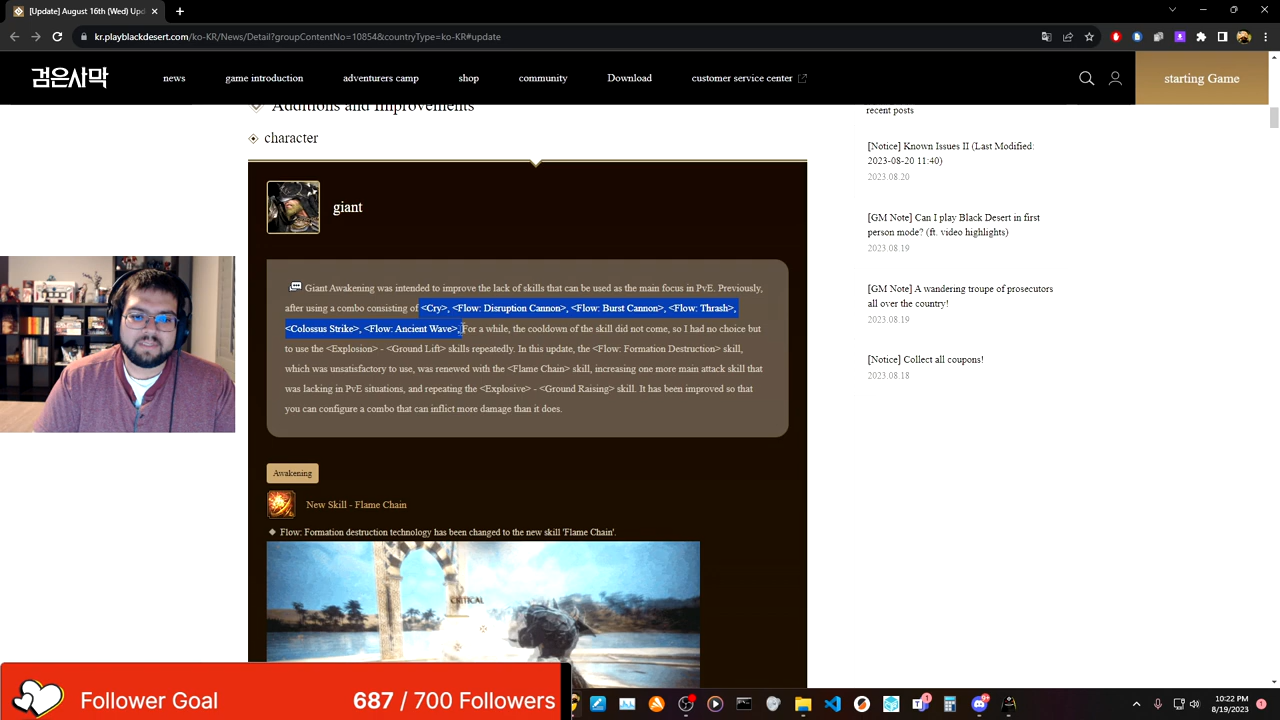 [Update] August 16th (Wed) U
kr.playblackdesert.com/ko-KR/News/Detail?groupContentNo=10854&countryType=ko-KR#update
검은사막
news
game introduction
adventurers camp
shop
community
Download
customer service center
starting Game
Additions and Improvements
character
giant
Giant Awakening was intended to improve the lack of skills that can be used as the main focus in PvE. Previously,
after using a combo consisting of <Cry>, <Flow: Disruption Cannon>, <Flow: Burst Cannon>, <Flow: Thrash>,
<Colossus Strike>, <Flow: Ancient Wave>, For a while, the cooldown of the skill did not come, so I had no choice but
to use the <Explosion> - <Ground Lift> skills repeatedly. In this update, the <Flow: Formation Destruction> skill,
which was unsatisfactory to use, was renewed with the <Flame Chain> skill, increasing one more main attack skill that
was lacking in PvE situations, and repeating the <Explosive> - <Ground Raising> skill. It has been improved so that
you can configure a combo that can inflict more damage than it does.
Awakening
New Skill - Flame Chain
Flow: Formation destruction technology has been changed to the new skill 'Flame Chain'.
CRITICAL
recent posts
[Notice] Known Issues II (Last Modified:
2023-08-20 11:40)
2023.08.20
[GM Note] Can I play Black Desert in first
person mode? (ft. video highlights)
2023.08.19
[GM Note] A wandering troupe of prosecutors
all over the country!
2023.08.19
[Notice] Collect all coupons!
2023.08.18
Follower Goal
687 / 700 Followers
10:22 PM
8/19/2023